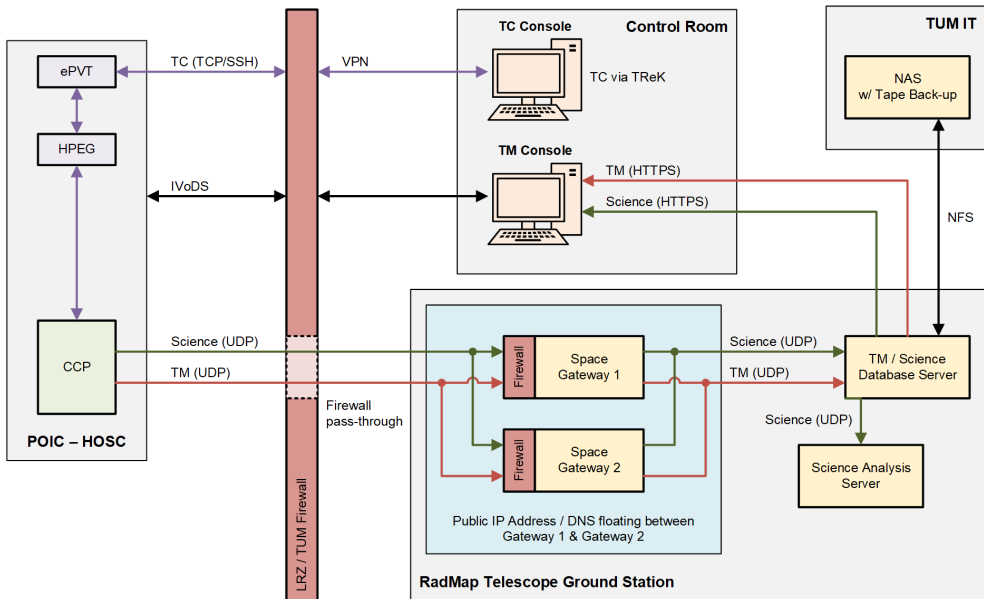 TC Console
Control Room
TUM IT
ePVT
TC (TCP/SSH)
VPN
TC via TReK
NAS
w/ Tape Back-up
HPEG
TM Console
TM (HTTPS)
IVoDS
Science (HTTPS)
NFS
CCP
Science (UDP)
TM (UDP)
Firewall
pass-through
POIC – HOSC
LRZ / TUM Firewall
Firewall
Space
Gateway 1
Science (UDP)
TM (UDP)
TM / Science
Database Server
Firewall
Space
Gateway 2
Science (UDP)
Science Analysis
Server
Public IP Address / DNS floating between
Gateway 1 & Gateway 2
RadMap Telescope Ground Station